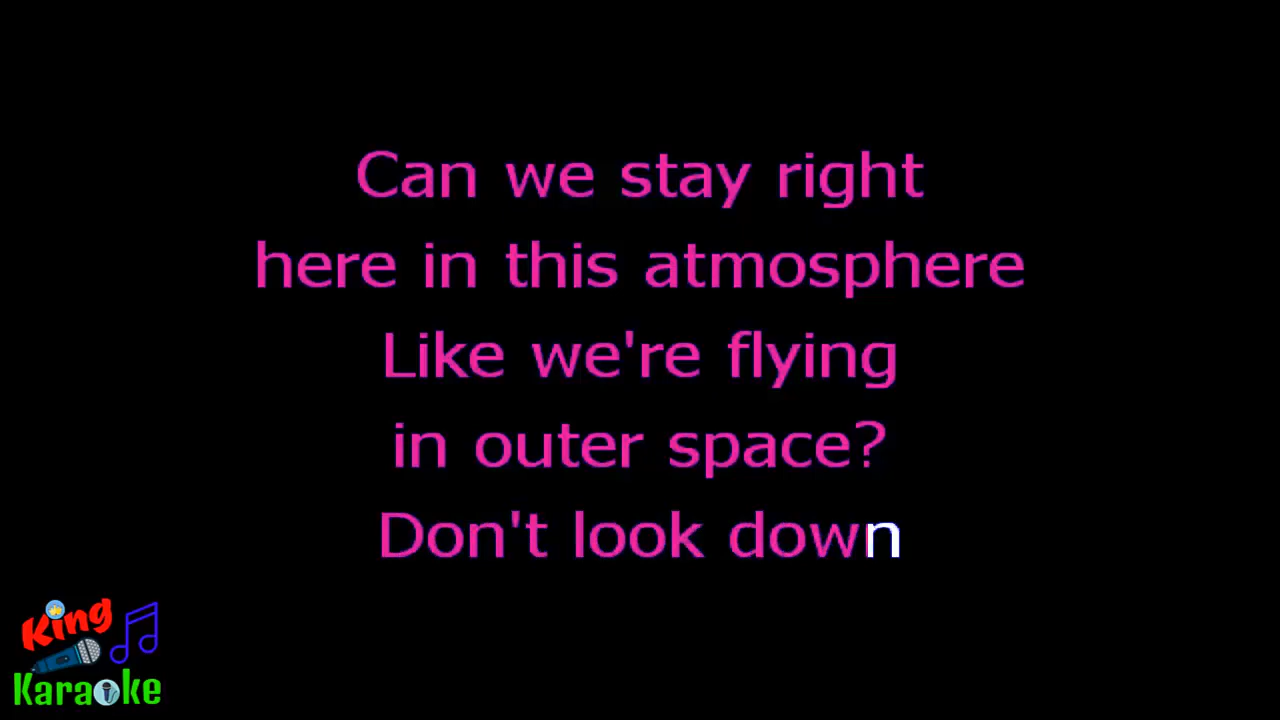 Can we stay right
here in this atmosphere
Like we're flying
in outer space?
Don't look down
King
Karaoke